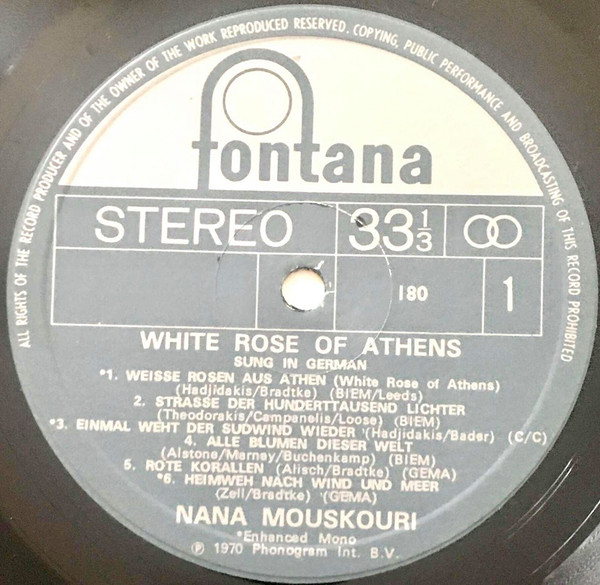 ALL RIGHTS OF THE RECORD PRODUCER AND OF THE OWNER OF THE WORK REPRODUCED RESERVED. COPYING, PUBLIC PERFORMANCE AND BROADCASTING OF THIS RECORD PROHIBITED
fontana
STEREO 33 1/3
180 1
WHITE ROSE OF ATHENS
SUNG IN GERMAN
*1. WEISSE ROSEN AUS ATHEN (White Rose of Athens)
(Hadjidakis/Bradtke) (BIEM/Leeds)
2. STRASSE DER HUNDERTTAUSEND LICHTER
(Theodorakis/Campanelis/Loose) (BIEM)
*3. EINMAL WEHT DER SUDWIND WIEDER (Hadjidakis/Bader) (C/C)
4. ALLE BLUMEN DIESER WELT
(Alstone/Marnay/Buchenkamp) (BIEM)
5. ROTE KORALLEN (Alisch/Bradtke) (GEMA)
*6. HEIMWEH NACH WIND UND MEER
(Zell/Bradtke) (GEMA)
NANA MOUSKOURI
*Enhanced Mono
℗ 1970 Phonogram Int. B.V.